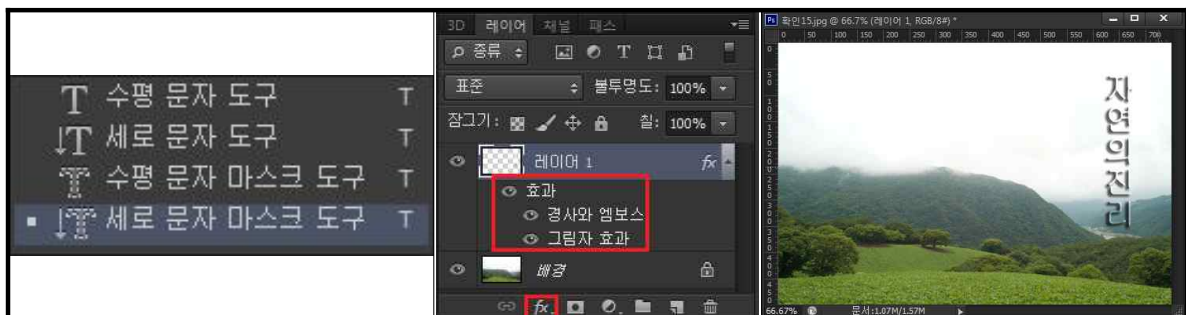 수평 문자 도구 T
세로 문자 도구 T
수평 문자 마스크 도구 T
세로 문자 마스크 도구 T
3D 레이어 채널 패스
종류
표준 불투명도: 100%
잠그기: 칠: 100%
레이어 1 fx
효과
경사와 엠보스
그림자 효과
배경
fx
Ps 확인15.jpg @ 66.7% (레이어 1, RGB/8#) *
0 50 100 150 200 250 300 350 400 450 500 550 600 650 700
자연의진리
66.67% 문서:1.07M/1.57M